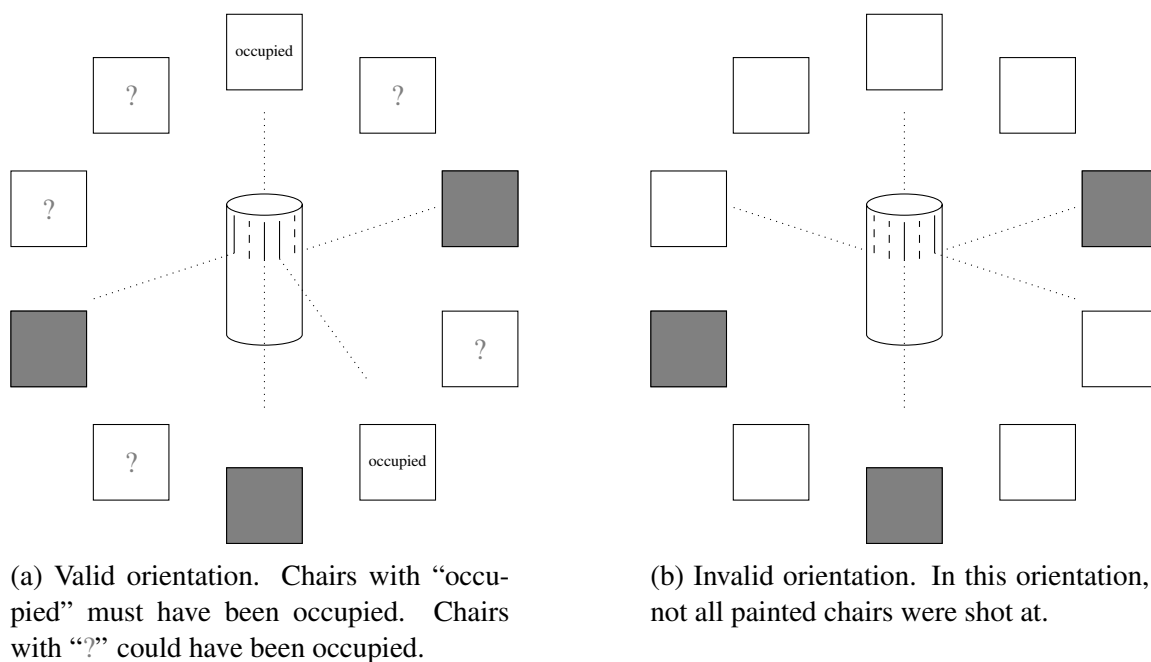 occupied
?
?
?
?
?
occupied
(a) Valid orientation. Chairs with “occu-
pied” must have been occupied. Chairs
with “?” could have been occupied.
(b) Invalid orientation. In this orientation,
not all painted chairs were shot at.